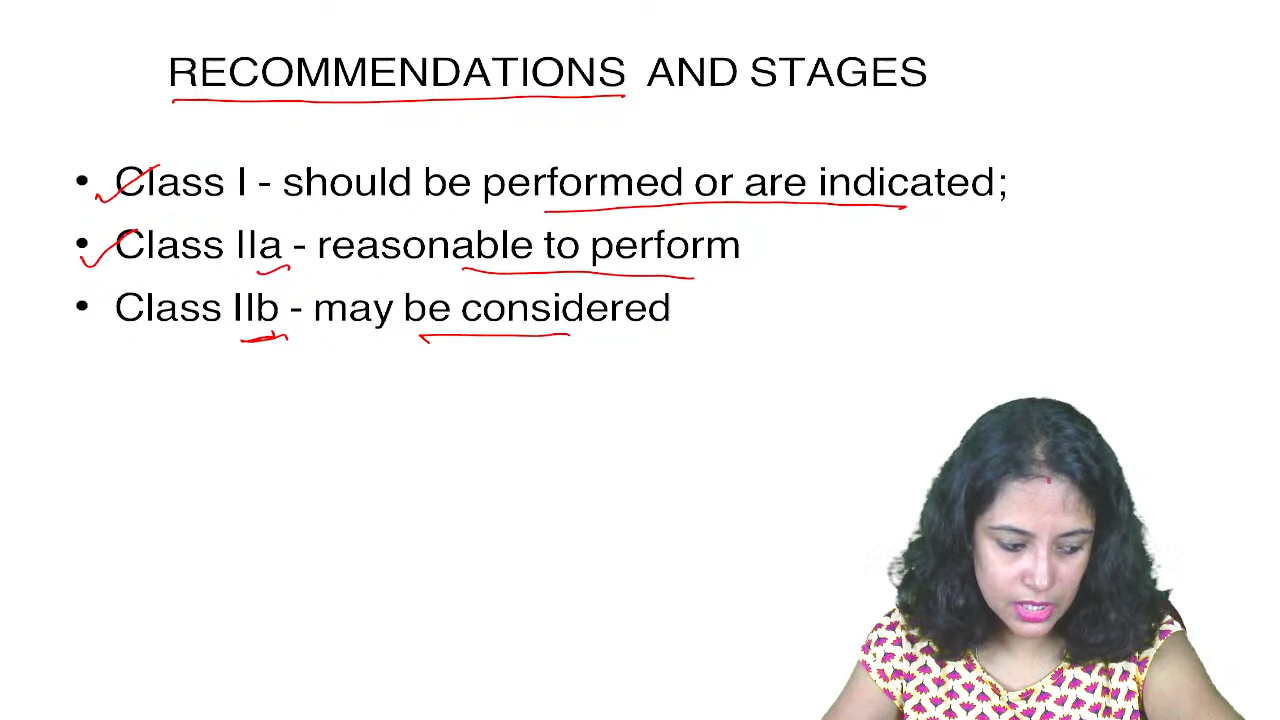 RECOMMENDATIONS AND STAGES
• Class I - should be performed or are indicated;
• Class IIa - reasonable to perform
• Class IIb - may be considered